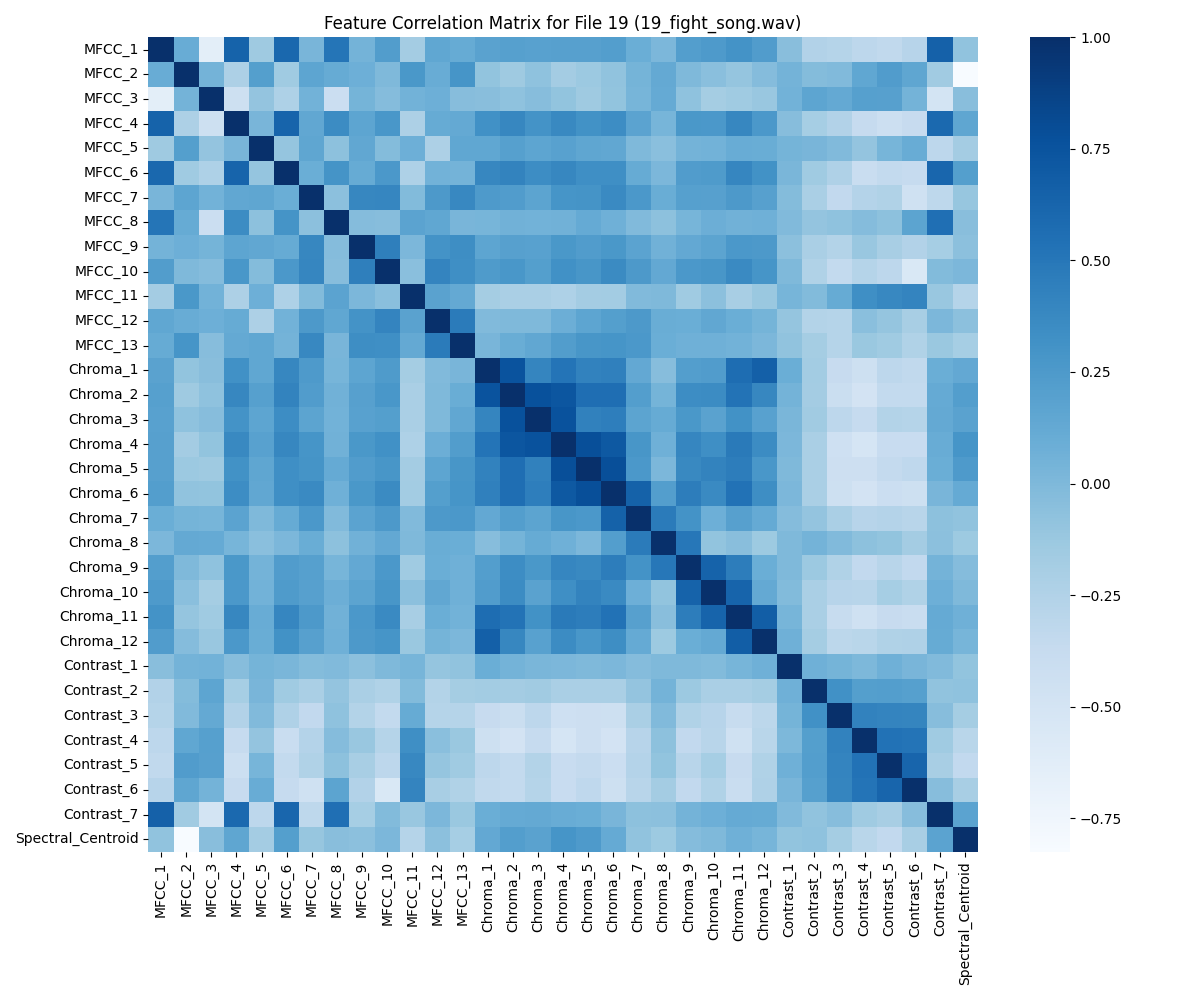 Feature Correlation Matrix for File 19 (19_fight_song.wav)
MFCC_1
MFCC_2
MFCC_3
MFCC_4
MFCC_5
MFCC_6
MFCC_7
MFCC_8
MFCC_9
MFCC_10
MFCC_11
MFCC_12
MFCC_13
Chroma_1
Chroma_2
Chroma_3
Chroma_4
Chroma_5
Chroma_6
Chroma_7
Chroma_8
Chroma_9
Chroma_10
Chroma_11
Chroma_12
Contrast_1
Contrast_2
Contrast_3
Contrast_4
Contrast_5
Contrast_6
Contrast_7
Spectral_Centroid
MFCC_1
MFCC_2
MFCC_3
MFCC_4
MFCC_5
MFCC_6
MFCC_7
MFCC_8
MFCC_9
MFCC_10
MFCC_11
MFCC_12
MFCC_13
Chroma_1
Chroma_2
Chroma_3
Chroma_4
Chroma_5
Chroma_6
Chroma_7
Chroma_8
Chroma_9
Chroma_10
Chroma_11
Chroma_12
Contrast_1
Contrast_2
Contrast_3
Contrast_4
Contrast_5
Contrast_6
Contrast_7
Spectral_Centroid
1.00
0.75
0.50
0.25
0.00
−0.25
−0.50
−0.75